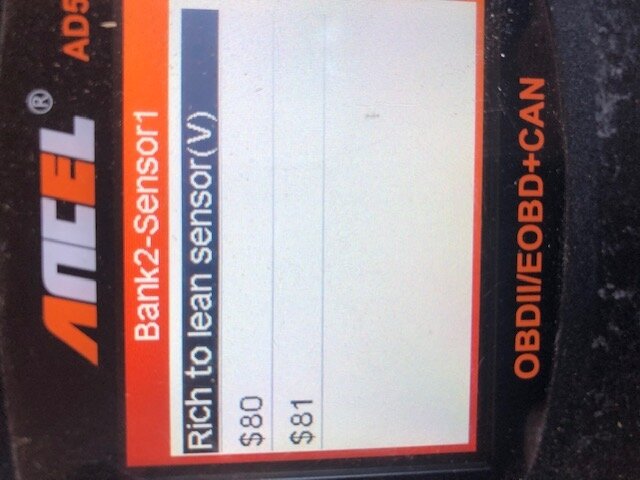 ANCEL®
AD5
Bank2-Sensor1
Rich to lean sensor(V)
$80
$81
OBDII/EOBD+CAN